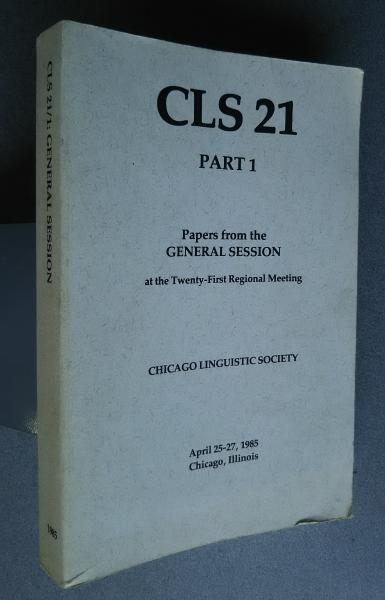 CLS 21/1: GENERAL SESSION
1985
CLS 21
PART 1
Papers from the
GENERAL SESSION
at the Twenty-First Regional Meeting
CHICAGO LINGUISTIC SOCIETY
April 25-27, 1985
Chicago, Illinois